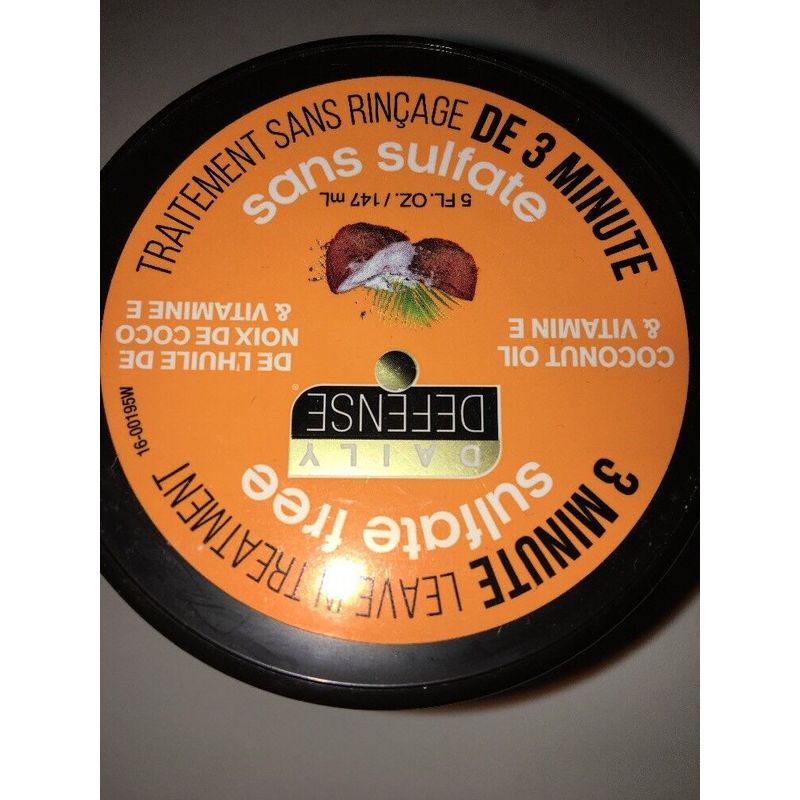 3 MINUTE LEAVE IN TREATMENT
sulfate free
DAILY
DEFENSE®
COCONUT OIL
& VITAMIN E
DE L'HUILE DE
NOIX DE COCO
& VITAMINE E
16-00195W
5 FL. OZ. / 147 mL
sans sulfate
TRAITEMENT SANS RINÇAGE DE 3 MINUTE